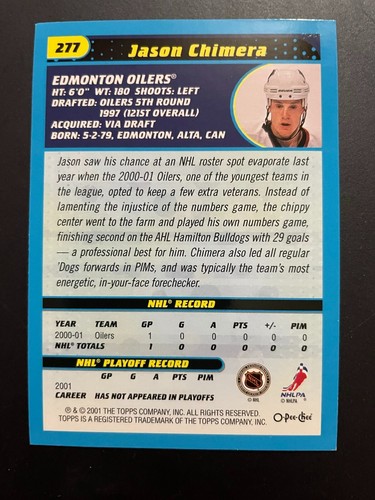 277
Jason Chimera
EDMONTON OILERS®
HT: 6'0" WT: 180 SHOOTS: LEFT
DRAFTED: OILERS 5TH ROUND
1997 (121ST OVERALL)
ACQUIRED: VIA DRAFT
BORN: 5-2-79, EDMONTON, ALTA, CAN
Jason saw his chance at an NHL roster spot evaporate last
year when the 2000-01 Oilers, one of the youngest teams in
the league, opted to keep a few extra veterans. Instead of
lamenting the injustice of the numbers game, the chippy
center went to the farm and played his own numbers game,
finishing second on the AHL Hamilton Bulldogs with 29 goals
— a professional best for him. Chimera also led all regular
'Dogs forwards in PIMs, and was typically the team's most
energetic, in-your-face forechecker.
NHL® RECORD
YEAR TEAM GP G A PTS +/- PIM
2000-01 Oilers 1 0 0 0 0 0
NHL® TOTALS 1 0 0 0 0 0
NHL® PLAYOFF RECORD
GP G A PTS PIM
2001
CAREER HAS NOT APPEARED IN PLAYOFFS
© NHL
NHLPA
© NHLPA
® & © 2001 THE TOPPS COMPANY, INC. ALL RIGHTS RESERVED.
TOPPS IS A REGISTERED TRADEMARK OF THE TOPPS COMPANY, INC.
O-Pee-Chee